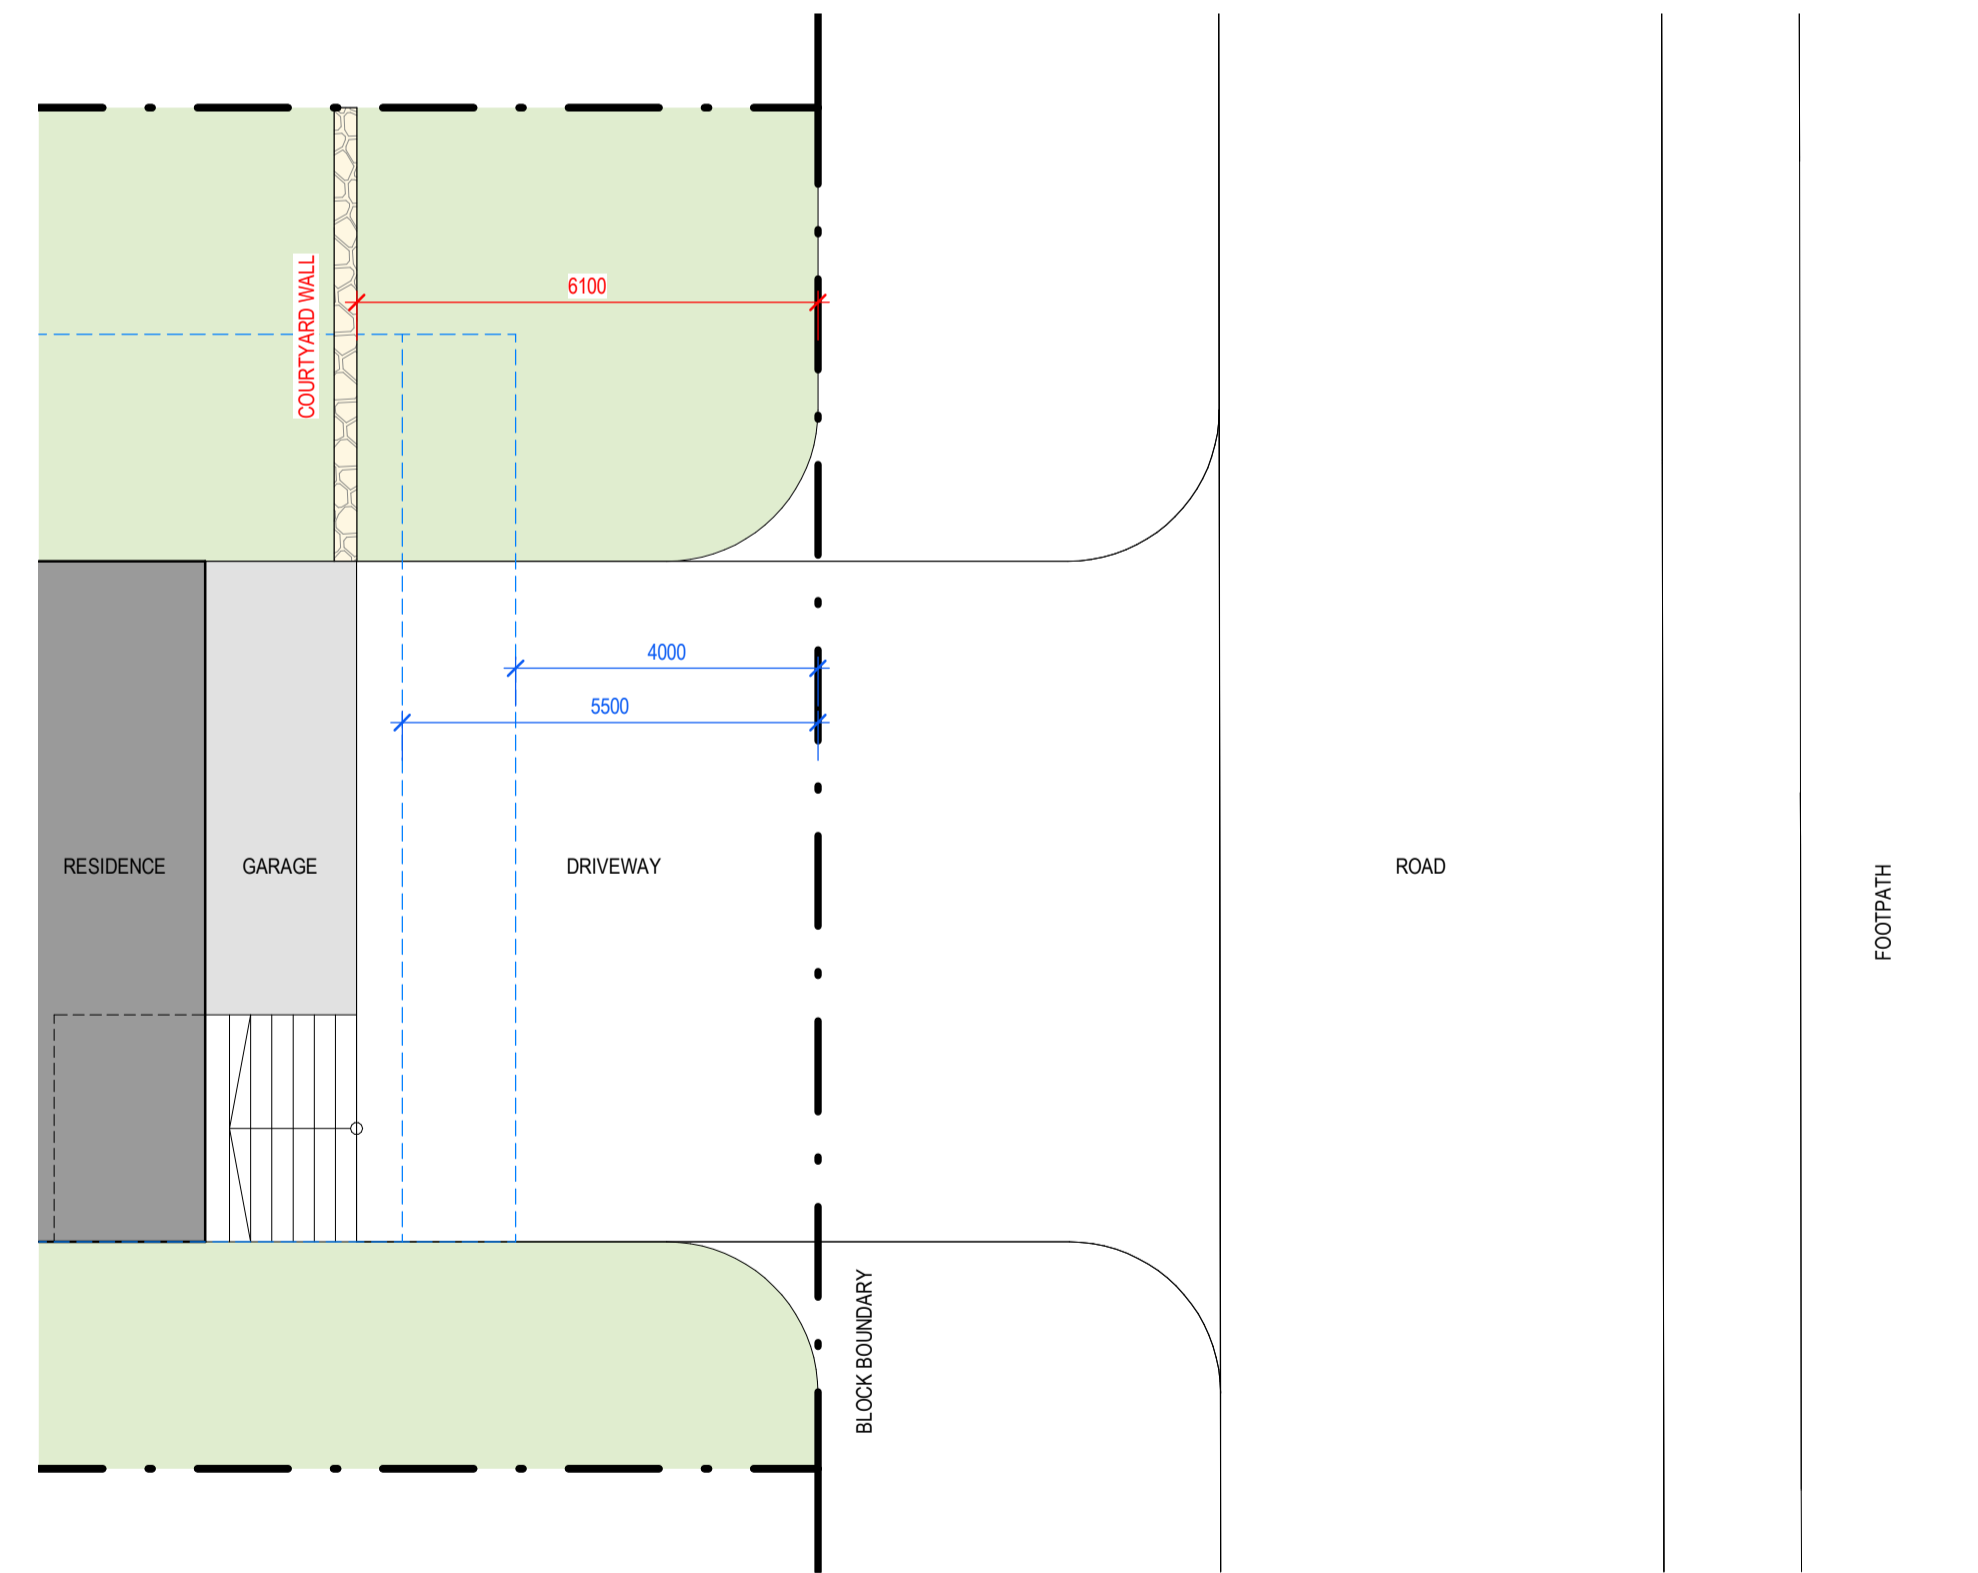 COURTYARD WALL
6100
4000
5500
RESIDENCE
GARAGE
DRIVEWAY
ROAD
FOOTPATH
BLOCK BOUNDARY